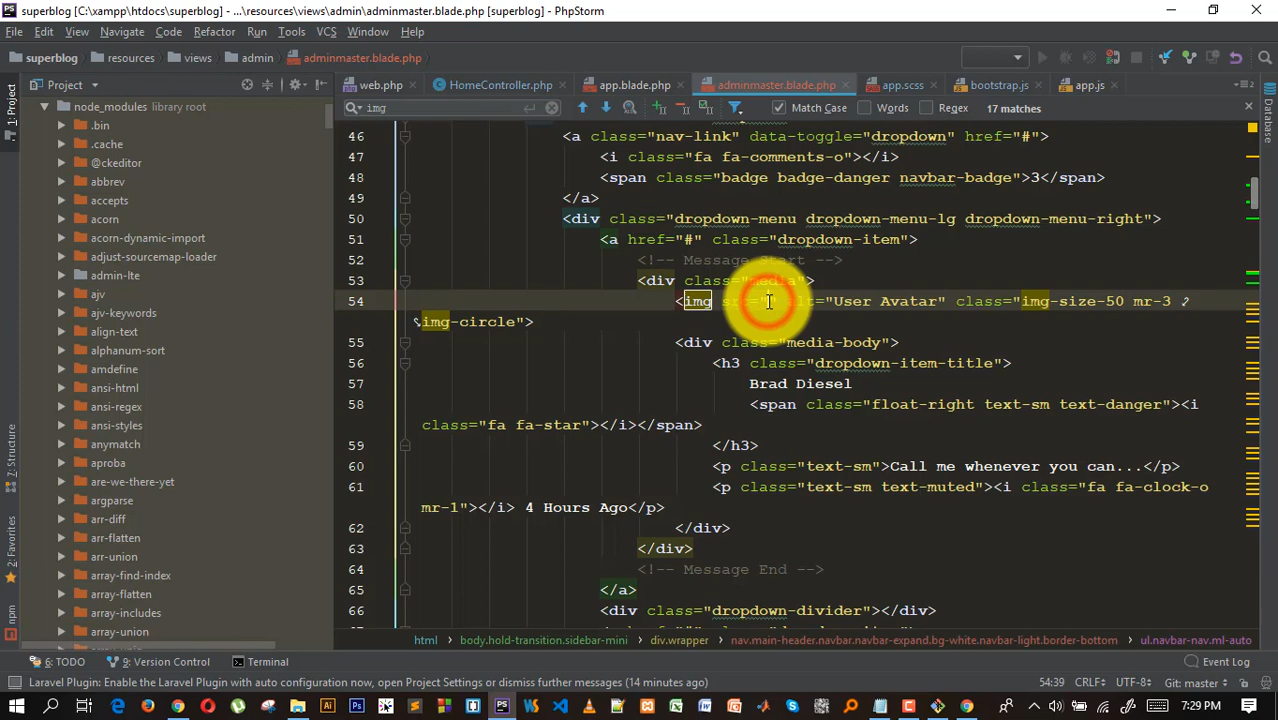 superblog [C:\xampp\htdocs\superblog] - ...\resources\views\admin\adminmaster.blade.php [superblog] - PhpStorm
File Edit View Navigate Code Refactor Run Tools VCS Window Help
superblog resources views admin adminmaster.blade.php
1: Project
Project
web.php HomeController.php app.blade.php adminmaster.blade.php app.scss bootstrap.js app.js
img Match Case Words Regex 17 matches
node_modules library root
.bin
.cache
@ckeditor
abbrev
accepts
acorn
acorn-dynamic-import
adjust-sourcemap-loader
admin-lte
ajv
ajv-keywords
align-text
alphanum-sort
amdefine
ansi-html
ansi-regex
ansi-styles
anymatch
aproba
are-we-there-yet
argparse
arr-diff
arr-flatten
arr-union
array-find-index
array-flatten
array-includes
array-union
46 <a class="nav-link" data-toggle="dropdown" href="#">
47 <i class="fa fa-comments-o"></i>
48 <span class="badge badge-danger navbar-badge">3</span>
49 </a>
50 <div class="dropdown-menu dropdown-menu-lg dropdown-menu-right">
51 <a href="#" class="dropdown-item">
52 <!-- Message Start -->
53 <div class="media">
54 <img src="" alt="User Avatar" class="img-size-50 mr-3
img-circle">
55 <div class="media-body">
56 <h3 class="dropdown-item-title">
57 Brad Diesel
58 <span class="float-right text-sm text-danger"><i
class="fa fa-star"></i></span>
59 </h3>
60 <p class="text-sm">Call me whenever you can...</p>
61 <p class="text-sm text-muted"><i class="fa fa-clock-o
mr-1"></i> 4 Hours Ago</p>
62 </div>
63 </div>
64 <!-- Message End -->
65 </a>
66 <div class="dropdown-divider"></div>
html body.hold-transition.sidebar-mini div.wrapper nav.main-header.navbar.navbar-expand.bg-white.navbar-light.border-bottom ul.navbar-nav.ml-auto
Database
7: Structure
2: Favorites
npm
6: TODO 9: Version Control Terminal Event Log
Laravel Plugin: Enable the Laravel Plugin with auto configuration now, open Project Settings or dismiss further messages (14 minutes ago) 54:39 CRLF UTF-8 Git: master
7:29 PM